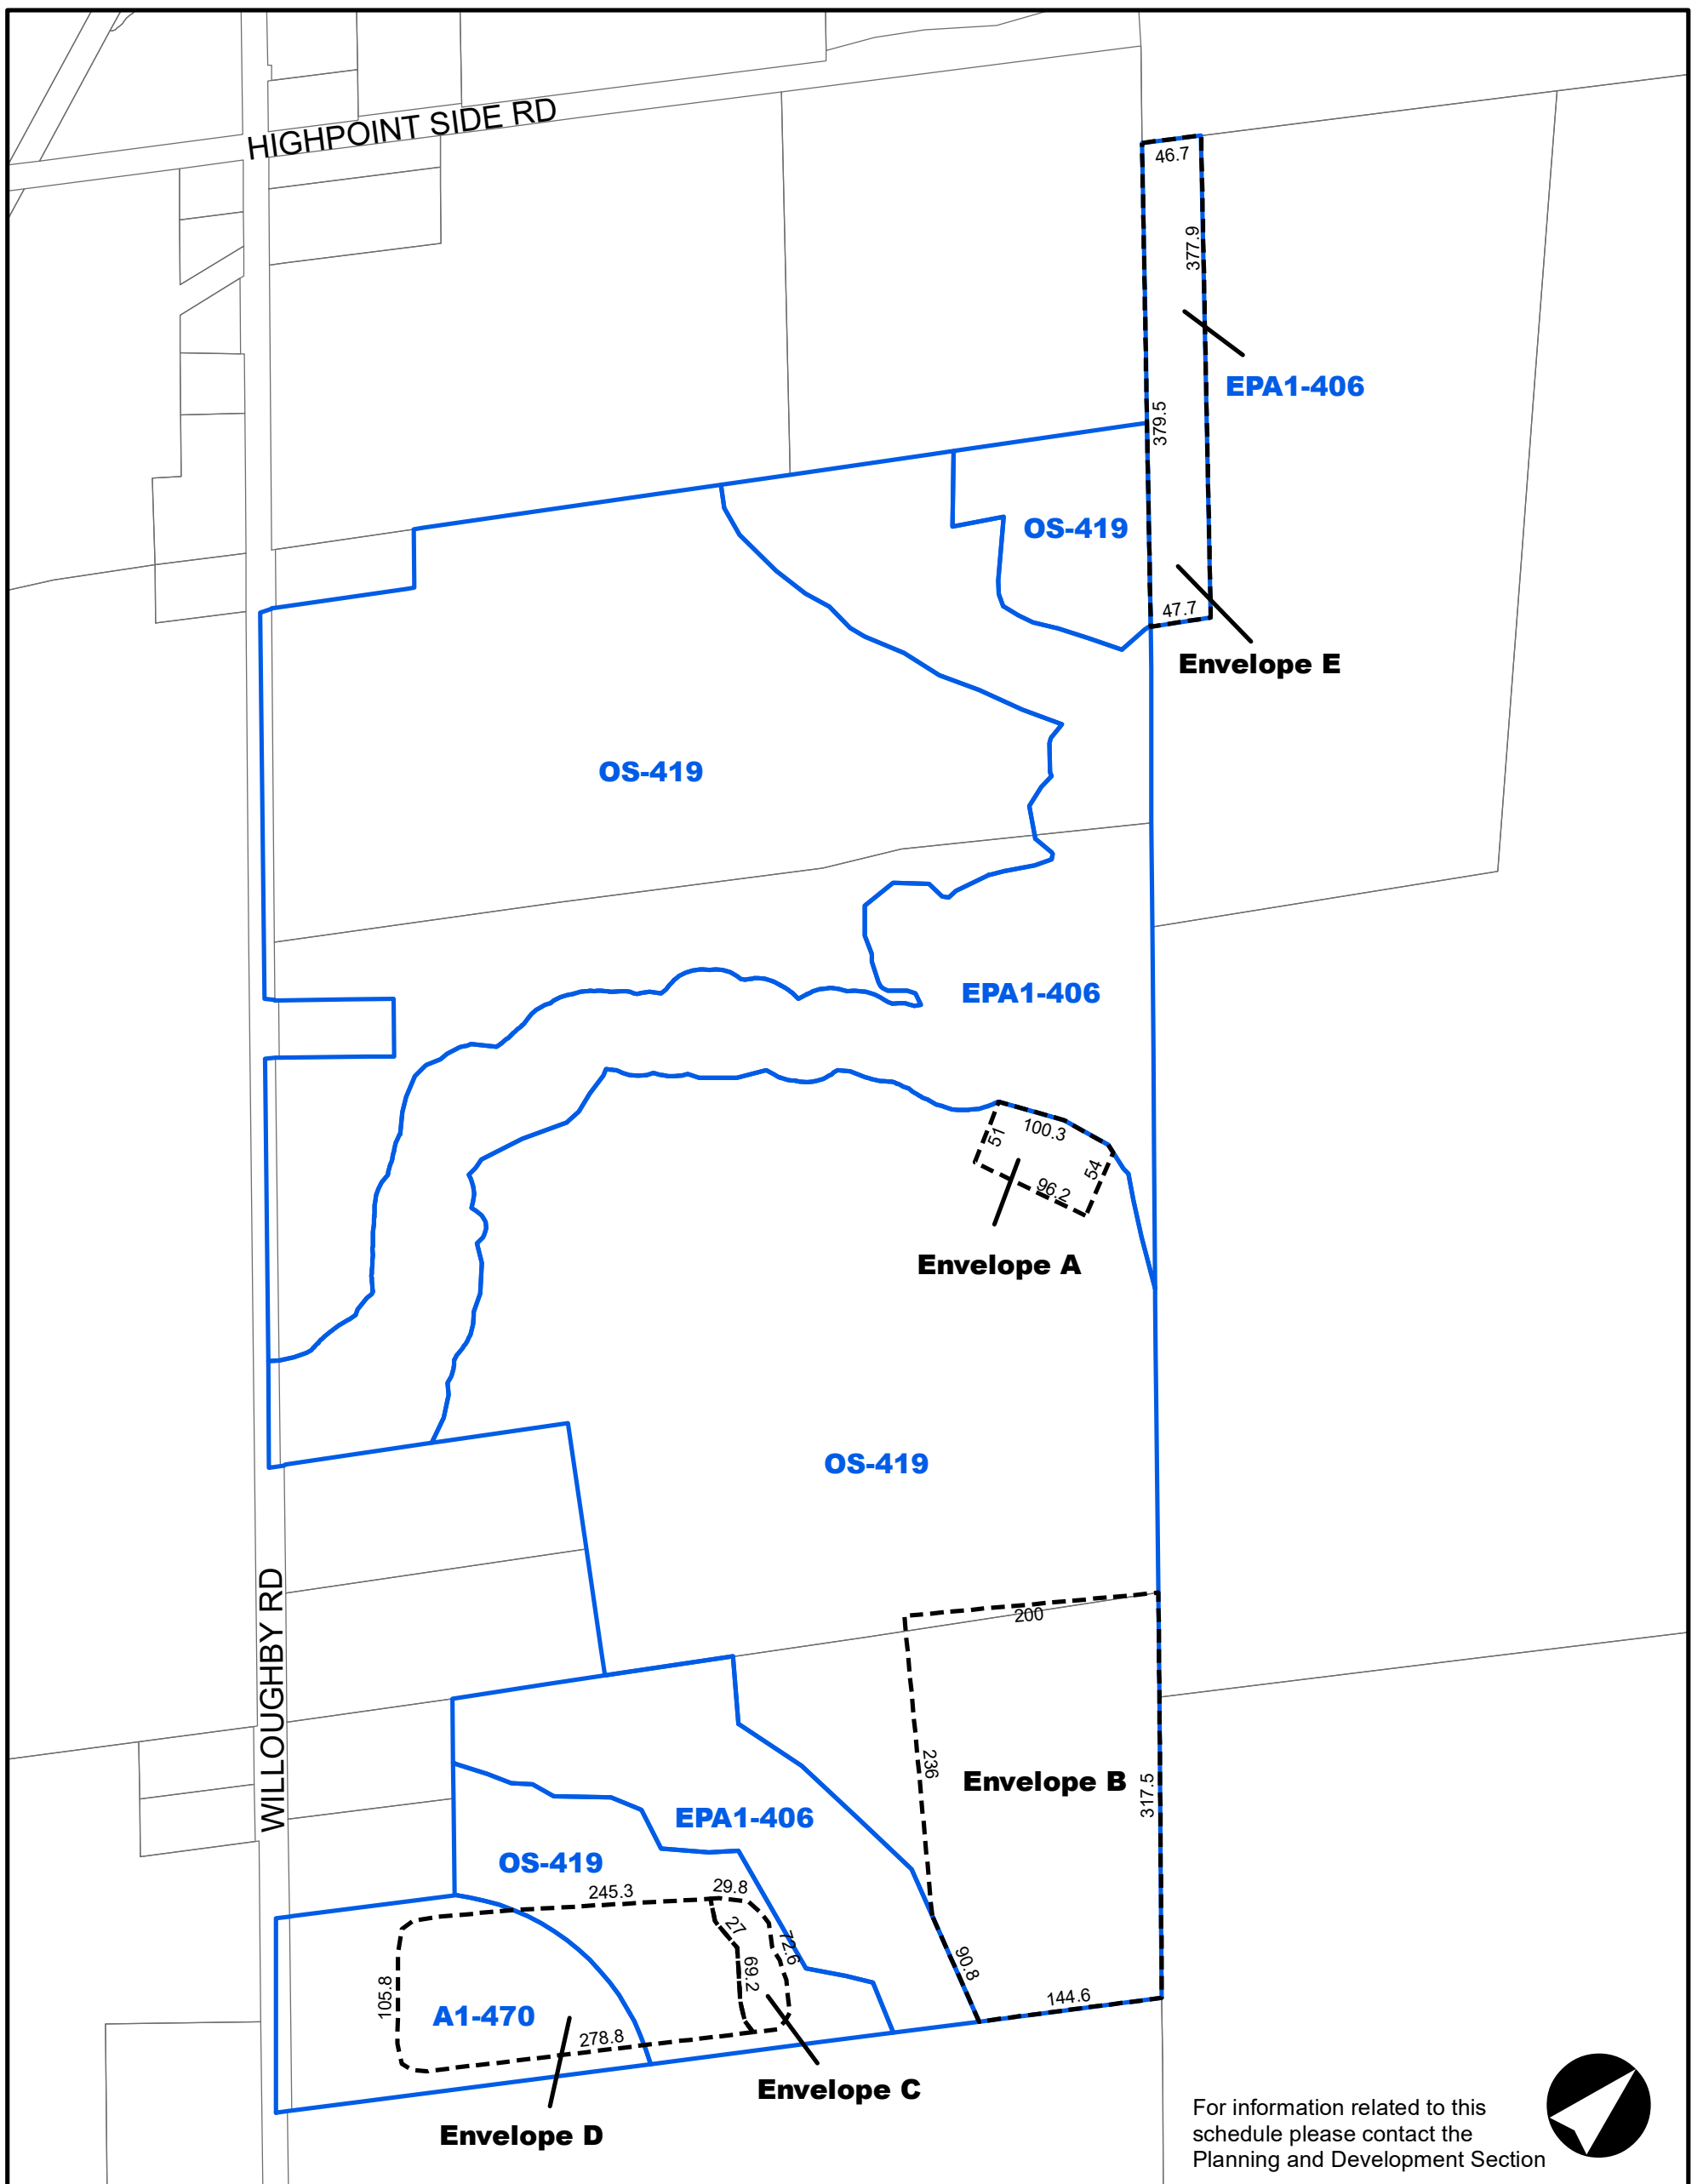 HIGHPOINT SIDE RD
46.7
377.9
EPA1-406
379.5
OS-419
47.7
Envelope E
OS-419
EPA1-406
100.3
51
54
96.2
Envelope A
OS-419
200
WILLOUGHBY RD
236
Envelope B
317.5
EPA1-406
OS-419
245.3
29.8
27
72.6
69.2
90.8
105.8
144.6
A1-470
278.8
Envelope C
Envelope D
For information related to this
schedule please contact the
Planning and Development Section